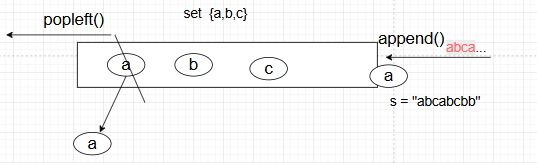 set {a,b,c}
popleft()
append()
abca...
a
b
c
a
s = "abcabcbb"
a